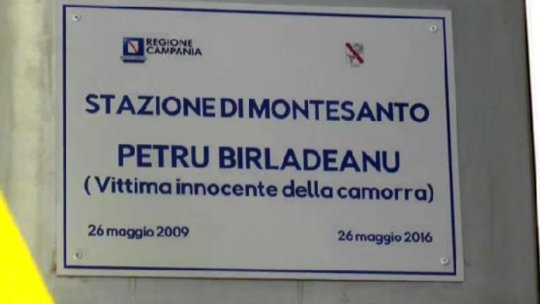 REGIONE
CAMPANIA
STAZIONE DI MONTESANTO
PETRU BIRLADEANU
(Vittima innocente della camorra)
26 maggio 2009 26 maggio 2016